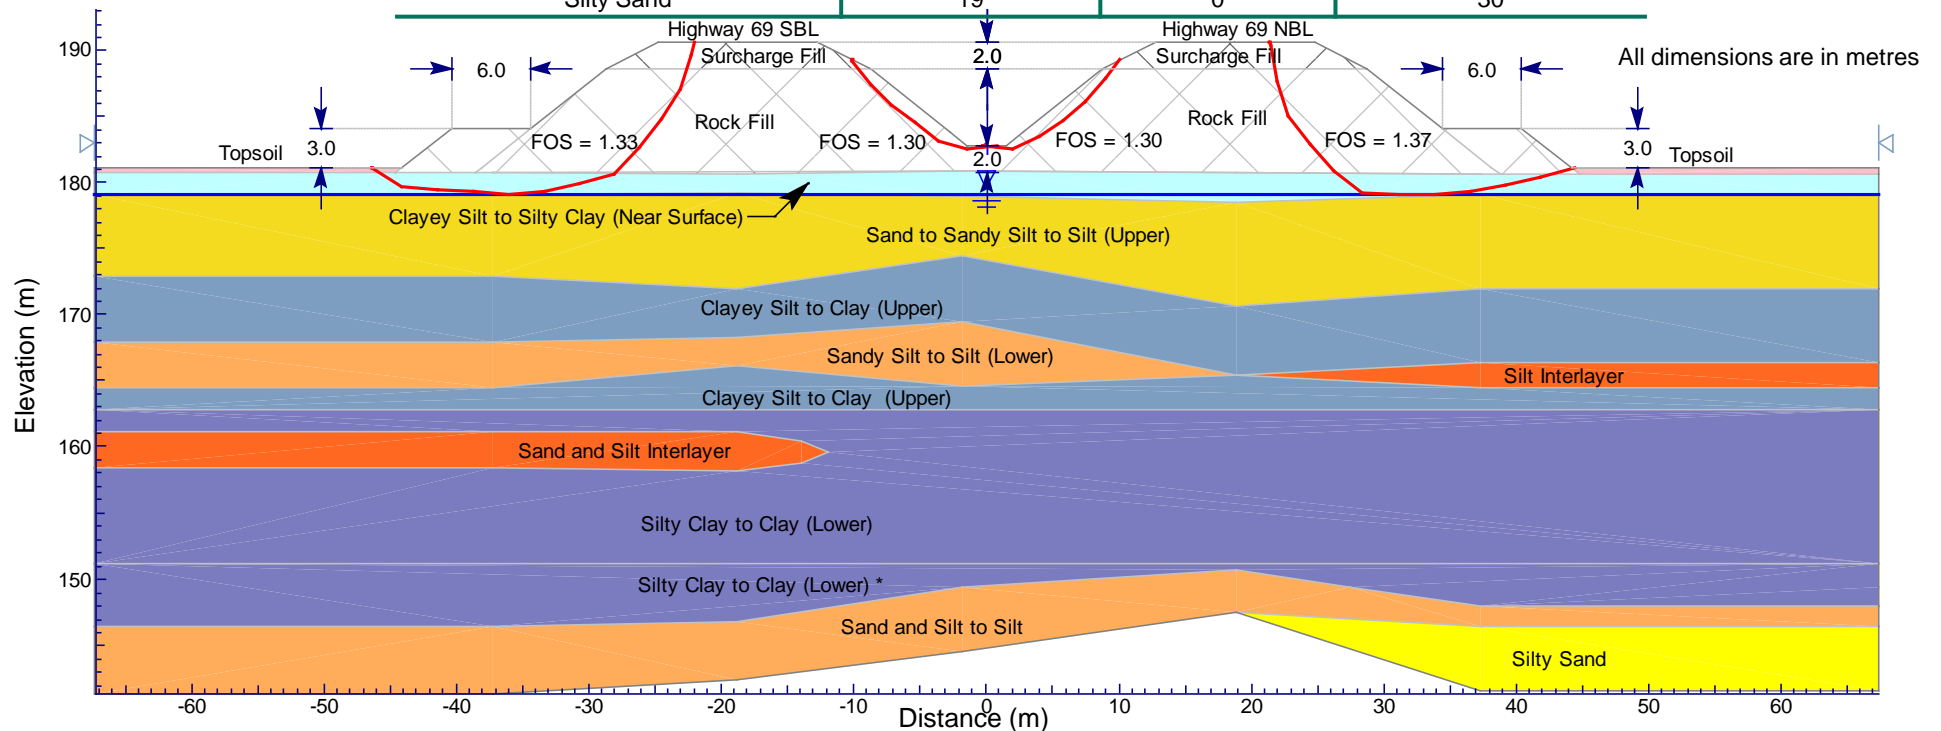 Silty Sand 19 0 30
Highway 69 SBL
Highway 69 NBL
190
Surcharge Fill
2.0
Surcharge Fill
All dimensions are in metres
6.0
6.0
Rock Fill
Rock Fill
FOS = 1.33
FOS = 1.30
FOS = 1.30
FOS = 1.37
3.0
3.0
Topsoil
2.0
Topsoil
180
Clayey Silt to Silty Clay (Near Surface)
Sand to Sandy Silt to Silt (Upper)
Clayey Silt to Clay (Upper)
170
Sandy Silt to Silt (Lower)
Silt Interlayer
Clayey Silt to Clay (Upper)
Elevation (m)
160
Sand and Silt Interlayer
Silty Clay to Clay (Lower)
150
Silty Clay to Clay (Lower) *
Sand and Silt to Silt
Silty Sand
-60 -50 -40 -30 -20 -10 0 10 20 30 40 50 60
Distance (m)